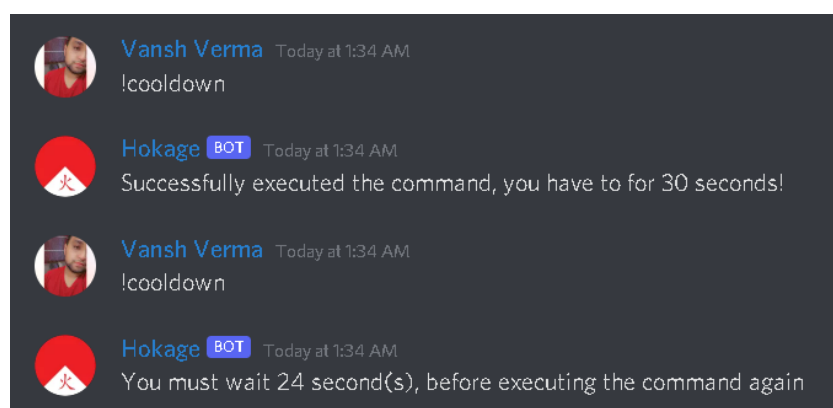 Vansh Verma Today at 1:34 AM
!cooldown
Hokage BOT Today at 1:34 AM
火
Successfully executed the command, you have to for 30 seconds!
Vansh Verma Today at 1:34 AM
!cooldown
Hokage BOT Today at 1:34 AM
火
You must wait 24 second(s), before executing the command again